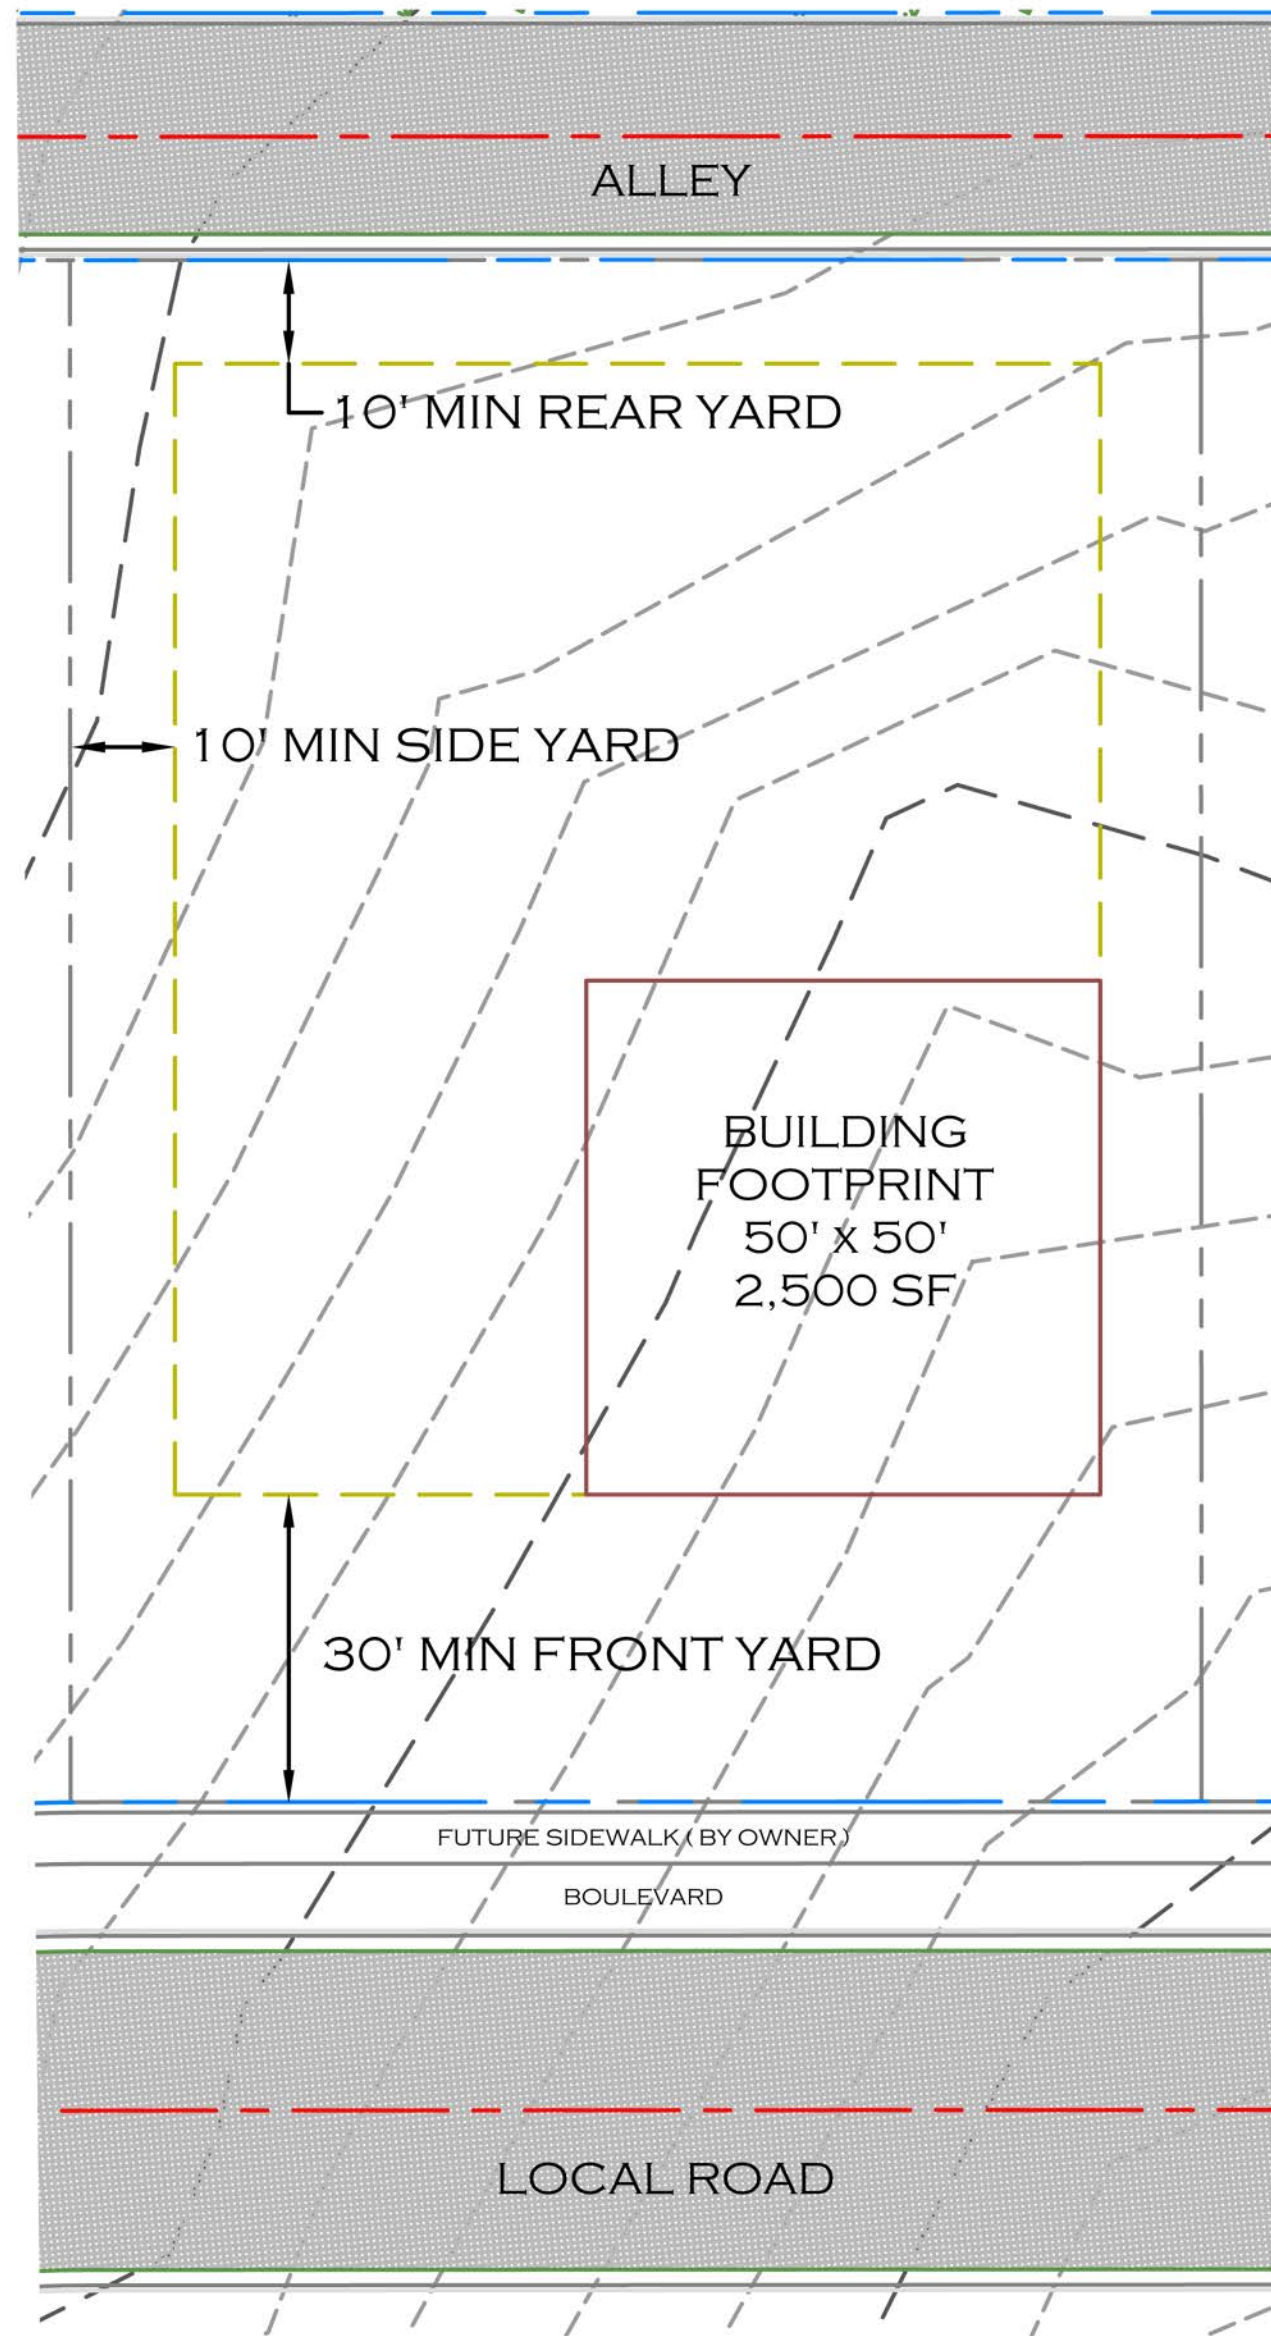 ALLEY
10' MIN REAR YARD
10' MIN SIDE YARD
BUILDING
FOOTPRINT
50' X 50'
2,500 SF
30' MIN FRONT YARD
FUTURE SIDEWALK ( BY OWNER )
BOULEVARD
LOCAL ROAD